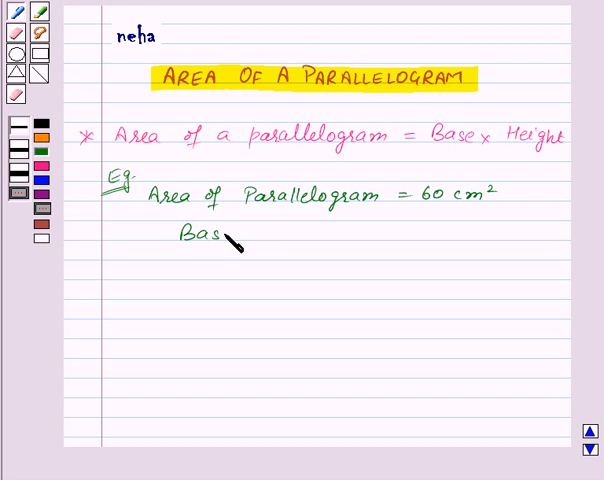 neha
AREA OF A PARALLELOGRAM
* Area of a parallelogram = Base × Height
Eg. Area of Parallelogram = 60 cm²
Bas